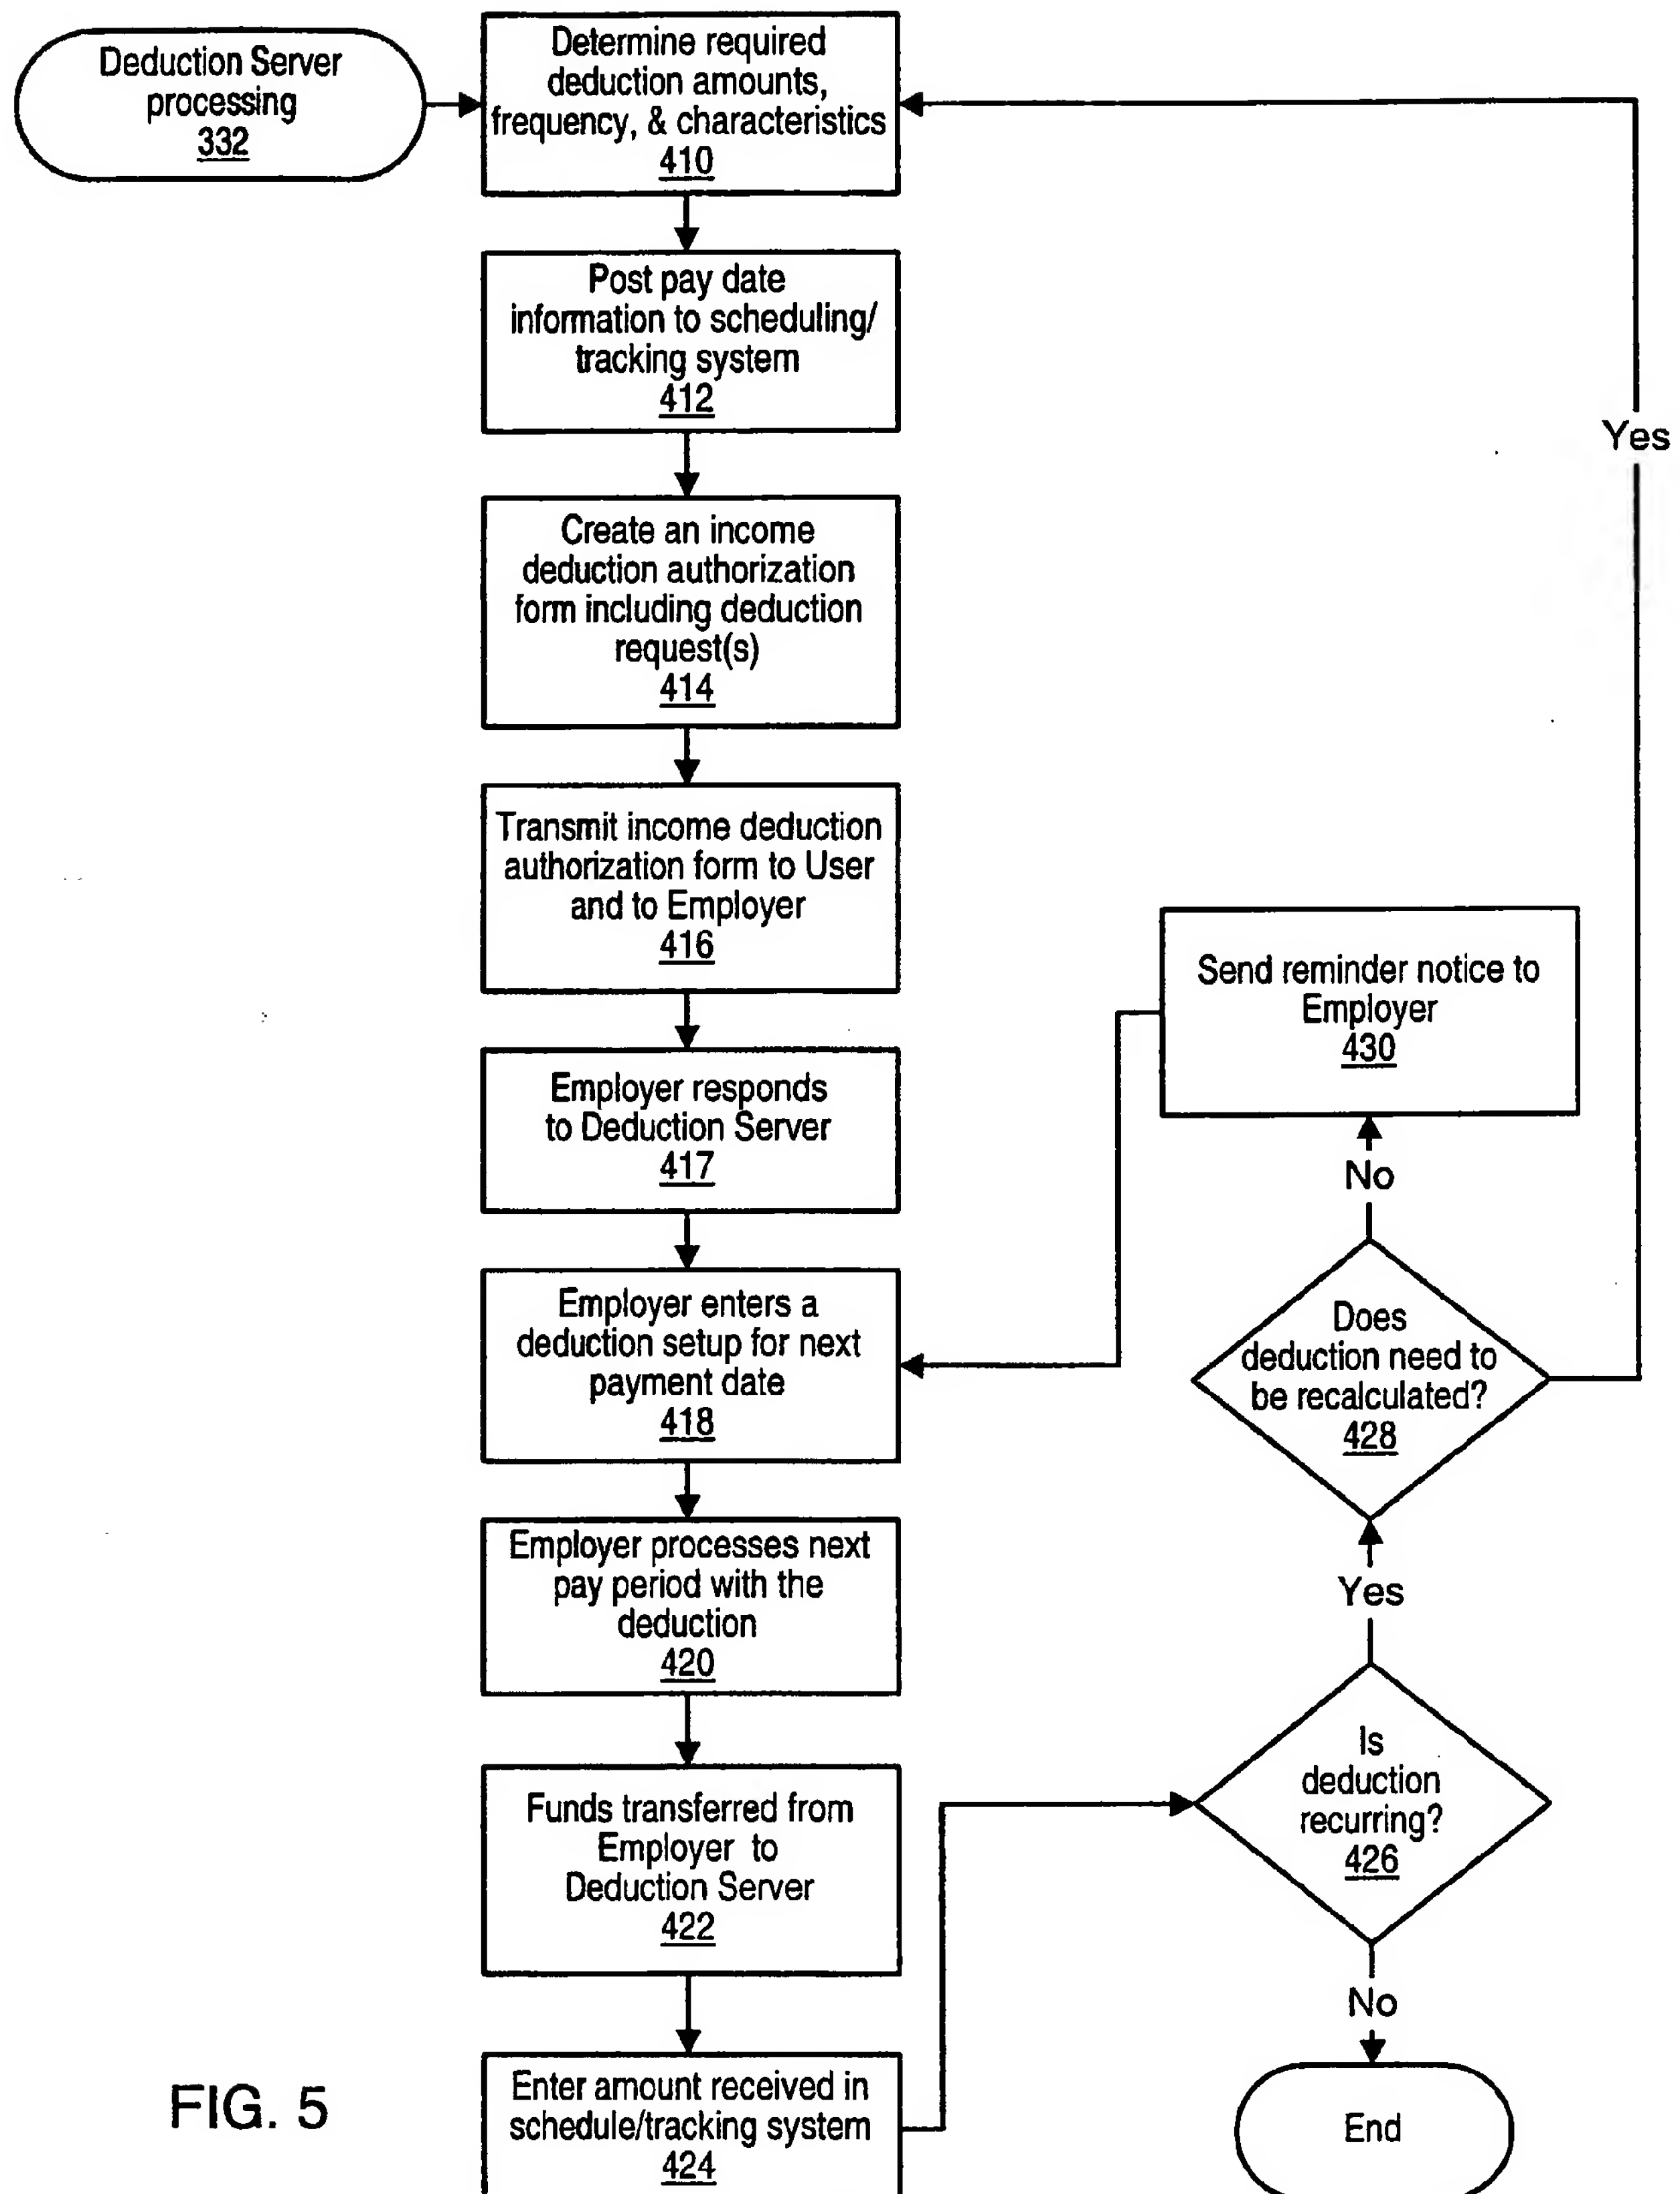 Deduction Server
processing
332
Determine required
deduction amounts,
frequency, & characteristics
410
Post pay date
information to scheduling/
tracking system
412
Create an income
deduction authorization
form including deduction
request(s)
414
Transmit income deduction
authorization form to User
and to Employer
416
Employer responds
to Deduction Server
417
Employer enters a
deduction setup for next
payment date
418
Employer processes next
pay period with the
deduction
420
Funds transferred from
Employer to
Deduction Server
422
Enter amount received in
schedule/tracking system
424
Is
deduction
recurring?
426
Yes
No
End
Does
deduction need to
be recalculated?
428
No
Yes
Send reminder notice to
Employer
430
FIG. 5